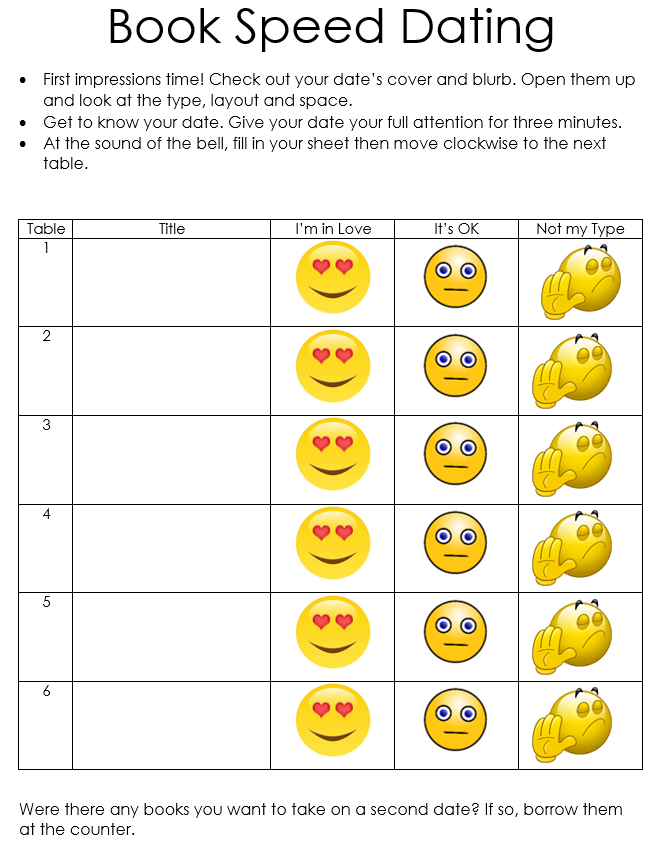 Book Speed Dating
• First impressions time! Check out your date's cover and blurb. Open them up
and look at the type, layout and space.
• Get to know your date. Give your date your full attention for three minutes.
• At the sound of the bell, fill in your sheet then move clockwise to the next
table.
Table Title I'm in Love It's OK Not my Type
1
2
3
4
5
6
Were there any books you want to take on a second date? If so, borrow them
at the counter.